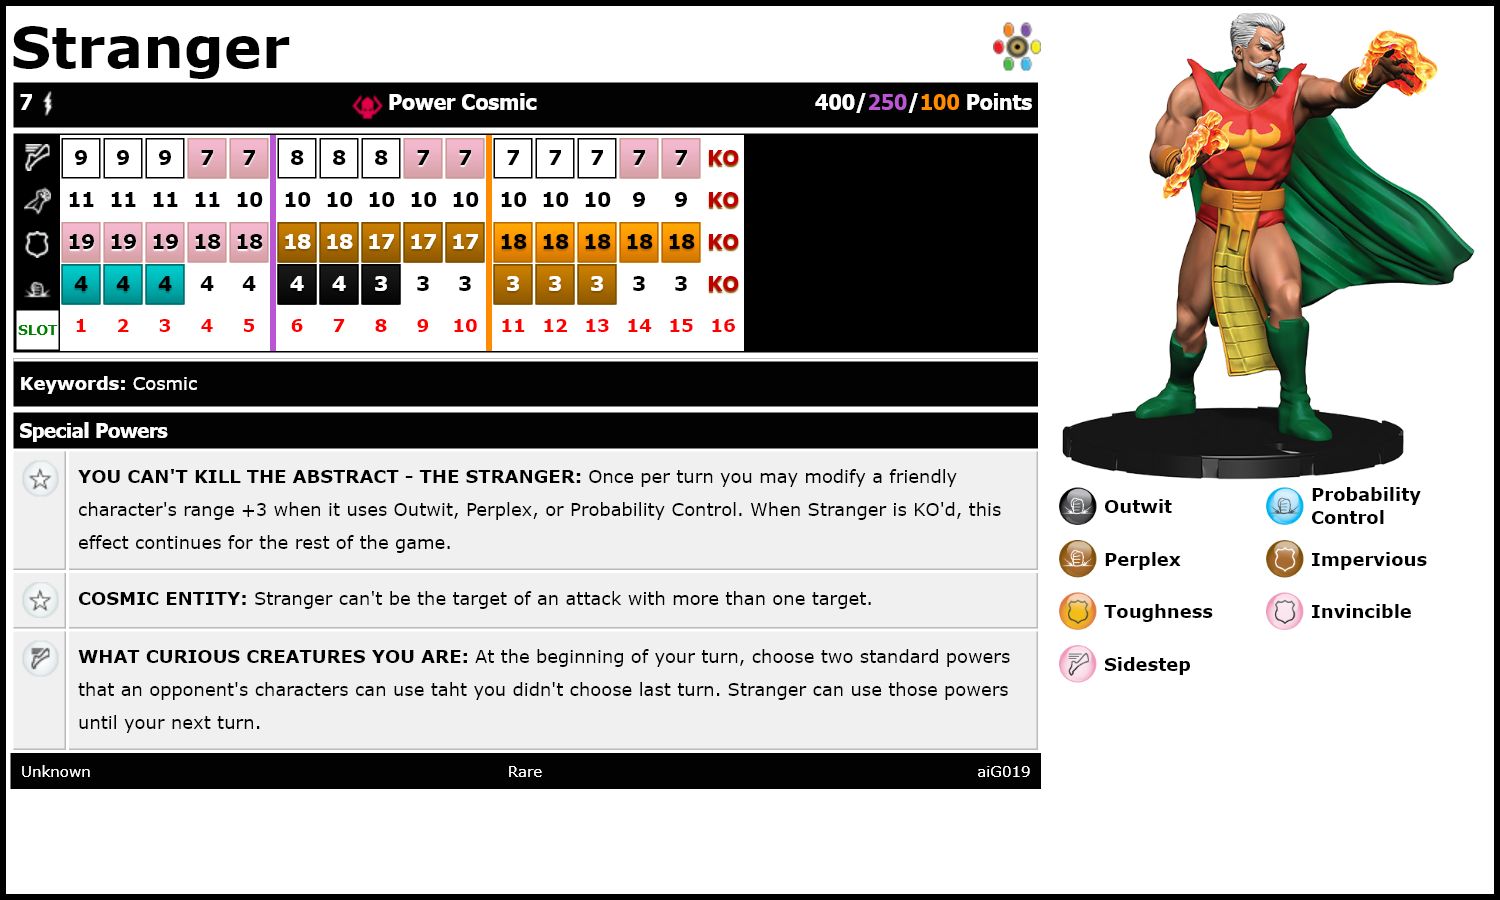 Stranger
7 Power Cosmic 400/250/100 Points
9 9 9 7 7 8 8 8 7 7 7 7 7 7 7 KO
11 11 11 11 10 10 10 10 10 10 10 10 10 9 9 KO
19 19 19 18 18 18 18 17 17 17 18 18 18 18 18 KO
4 4 4 4 4 4 4 3 3 3 3 3 3 3 3 KO
SLOT 1 2 3 4 5 6 7 8 9 10 11 12 13 14 15 16
Keywords: Cosmic
Special Powers
YOU CAN'T KILL THE ABSTRACT - THE STRANGER: Once per turn you may modify a friendly
character's range +3 when it uses Outwit, Perplex, or Probability Control. When Stranger is KO'd, this
effect continues for the rest of the game.
COSMIC ENTITY: Stranger can't be the target of an attack with more than one target.
WHAT CURIOUS CREATURES YOU ARE: At the beginning of your turn, choose two standard powers
that an opponent's characters can use taht you didn't choose last turn. Stranger can use those powers
until your next turn.
Unknown Rare aiG019
Outwit
Probability
Control
Perplex
Impervious
Toughness
Invincible
Sidestep